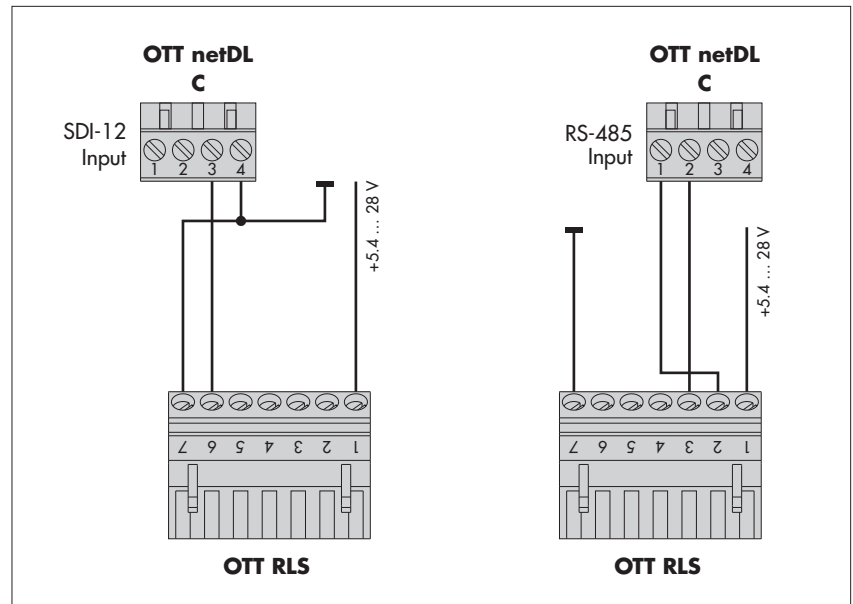 OTT netDL
C
SDI-12
Input
1 2 3 4
+5.4 ... 28 V
7 6 5 4 3 2 1
OTT RLS
OTT netDL
C
RS-485
Input
1 2 3 4
+5.4 ... 28 V
7 6 5 4 3 2 1
OTT RLS